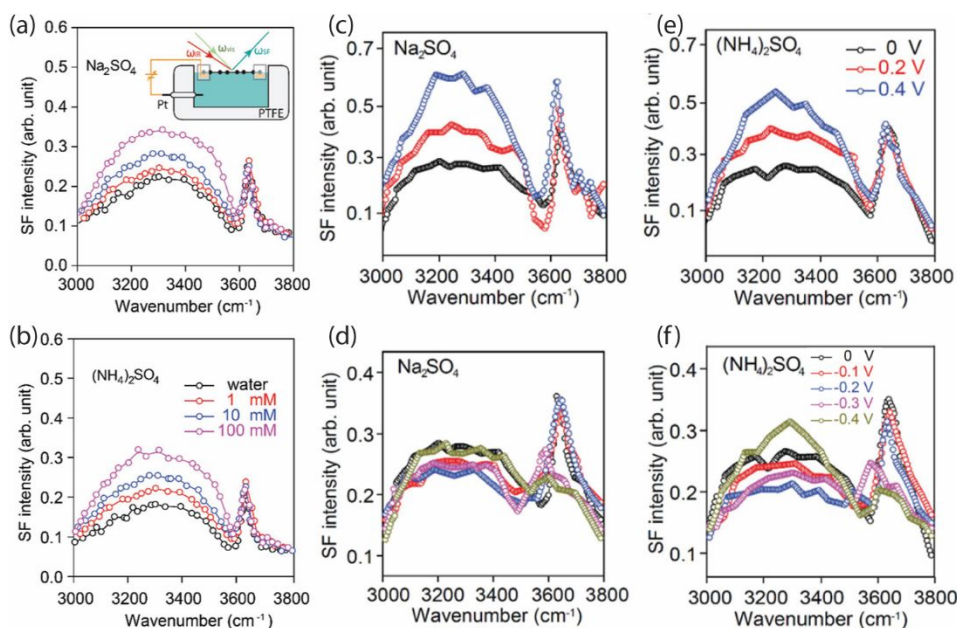 (a)
Na₂SO₄
ωIR
ωvis
ωSF
Pt
PTFE
SF intensity (arb. unit)
0.6
0.5
0.4
0.3
0.2
0.1
0.0
3000 3200 3400 3600 3800
Wavenumber (cm⁻¹)
(c)
Na₂SO₄
SF intensity (arb. unit)
0.7
0.5
0.3
0.1
3000 3200 3400 3600 3800
Wavenumber (cm⁻¹)
(e)
(NH₄)₂SO₄
0 V
0.2 V
0.4 V
SF intensity (arb. unit)
0.7
0.5
0.3
0.1
3000 3200 3400 3600 3800
Wavenumber (cm⁻¹)
(b)
(NH₄)₂SO₄
water
1 mM
10 mM
100 mM
SF intensity (arb. unit)
0.6
0.5
0.4
0.3
0.2
0.1
0.0
3000 3200 3400 3600 3800
Wavenumber (cm⁻¹)
(d)
Na₂SO₄
SF intensity (arb. unit)
0.4
0.3
0.2
0.1
3000 3200 3400 3600 3800
Wavenumber (cm⁻¹)
(f)
(NH₄)₂SO₄
0 V
-0.1 V
-0.2 V
-0.3 V
-0.4 V
SF intensity (arb. unit)
0.4
0.3
0.2
0.1
3000 3200 3400 3600 3800
Wavenumber (cm⁻¹)